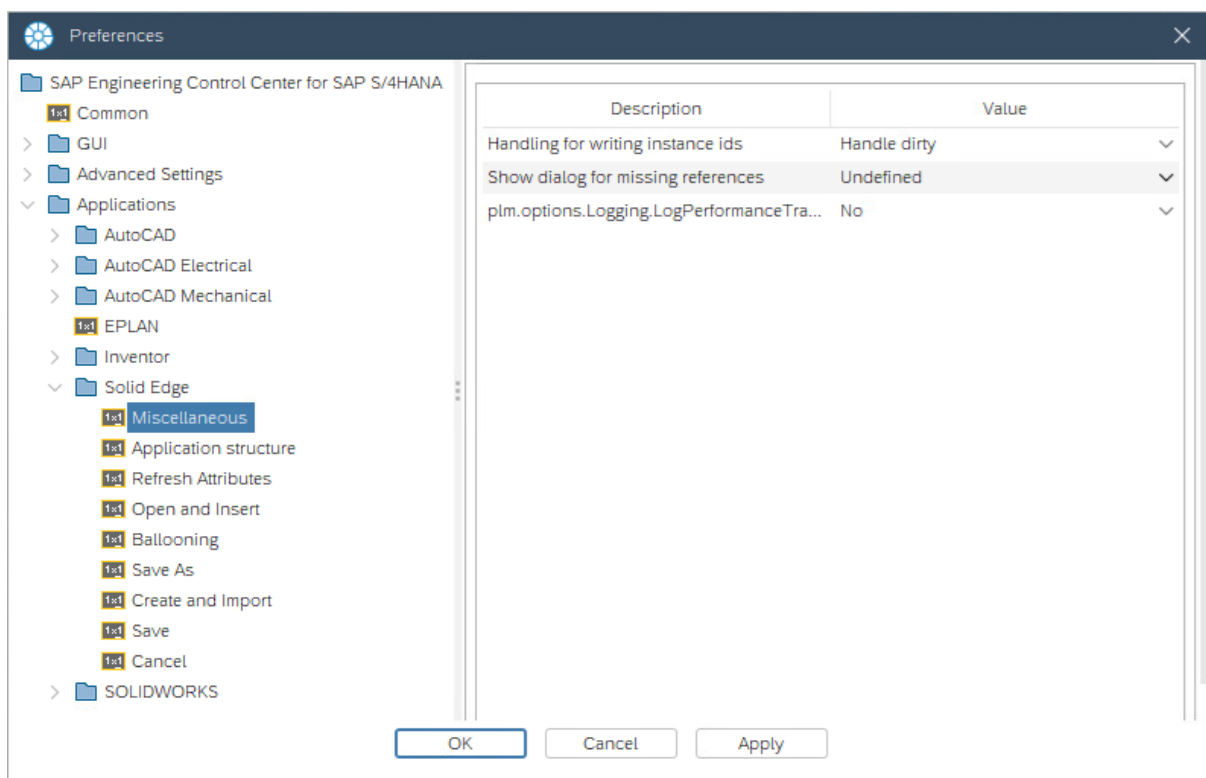 Preferences
SAP Engineering Control Center for SAP S/4HANA
Common
GUI
Advanced Settings
Applications
AutoCAD
AutoCAD Electrical
AutoCAD Mechanical
EPLAN
Inventor
Solid Edge
Miscellaneous
Application structure
Refresh Attributes
Open and Insert
Ballooning
Save As
Create and Import
Save
Cancel
SOLIDWORKS
Description Value
Handling for writing instance ids Handle dirty
Show dialog for missing references Undefined
plm.options.Logging.LogPerformanceTra... No
OK Cancel Apply